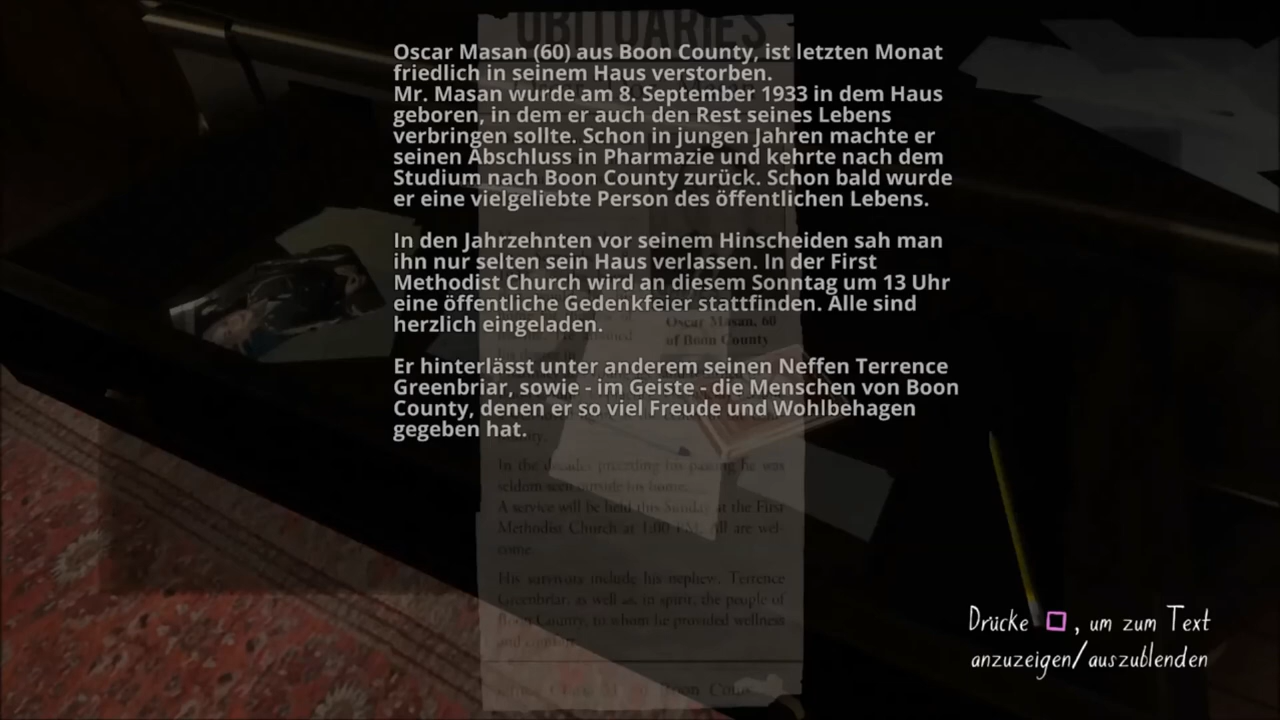 OBITUARIES
Oscar Masan (60) aus Boon County, ist letzten Monat
friedlich in seinem Haus verstorben.
Mr. Masan wurde am 8. September 1933 in dem Haus
geboren, in dem er auch den Rest seines Lebens
verbringen sollte. Schon in jungen Jahren machte er
seinen Abschluss in Pharmazie und kehrte nach dem
Studium nach Boon County zurück. Schon bald wurde
er eine vielgeliebte Person des öffentlichen Lebens.
In den Jahrzehnten vor seinem Hinscheiden sah man
ihn nur selten sein Haus verlassen. In der First
Methodist Church wird an diesem Sonntag um 13 Uhr
eine öffentliche Gedenkfeier stattfinden. Alle sind
herzlich eingeladen.
Er hinterlässt unter anderem seinen Neffen Terrence
Greenbriar, sowie - im Geiste - die Menschen von Boon
County, denen er so viel Freude und Wohlbehagen
gegeben hat.
Oscar Masan, 60
of Boon County
In the decades preceding his passing he was
seldom seen outside his home.
A service will be held this Sunday at the First
Methodist Church at 1:00 PM. All are wel-
come.
His survivors include his nephew, Terrence
Greenbriar, as well as, in spirit, the people of
Boon County, to whom he provided wellness
and comfort.
Drücke □, um zum Text
anzuzeigen/auszublenden